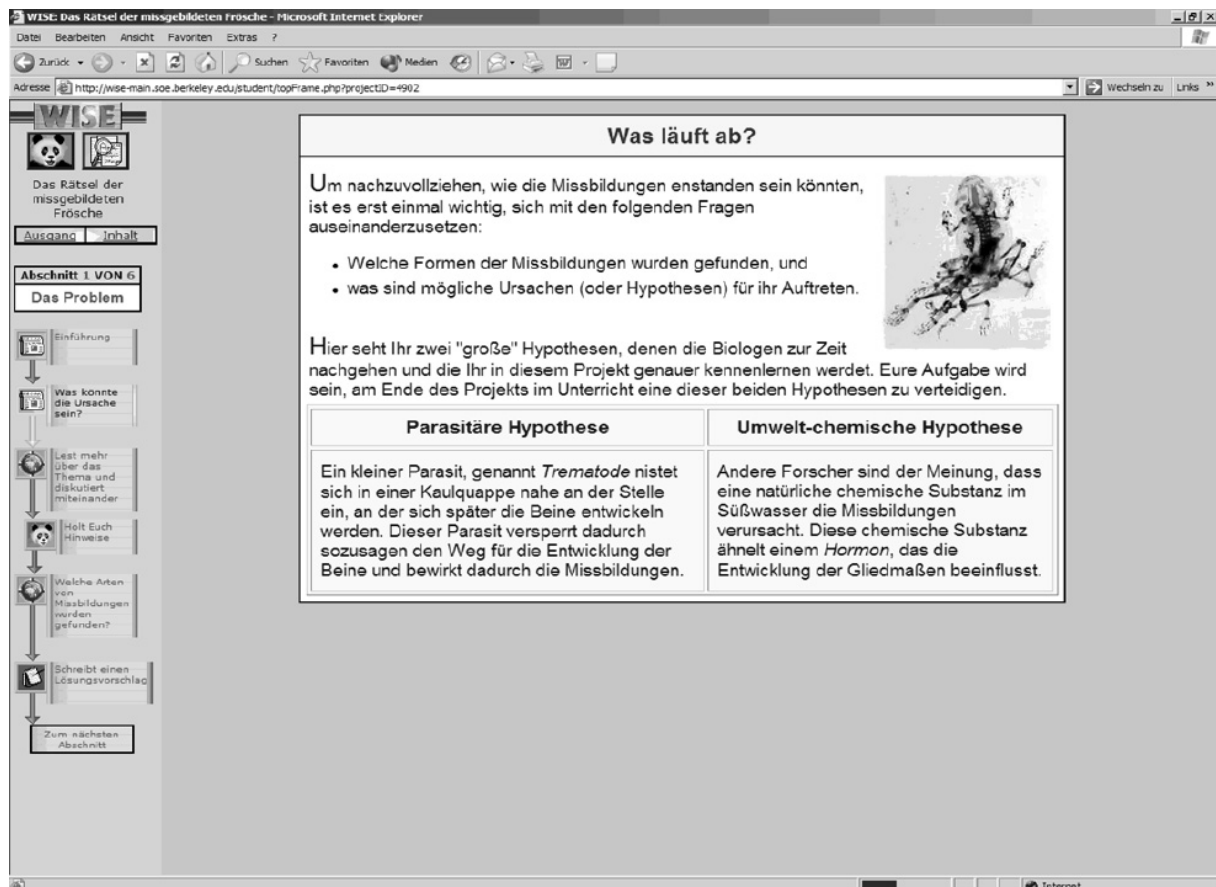 WISE: Das Rätsel der missgebildeten Frösche - Microsoft Internet Explorer
Datei Bearbeiten Ansicht Favoriten Extras ?
Zurück Suchen Favoriten Medien
Adresse http://wise-main.soe.berkeley.edu/student/topFrame.php?projectID=4902 Wechseln zu Links »
WISE
Das Rätsel der
missgebildeten
Frösche
Ausgang Inhalt
Abschnitt 1 VON 6
Das Problem
Einführung
Was könnte
die Ursache
sein?
Lest mehr
über das
Thema und
diskutiert
miteinander
Holt Euch
Hinweise
Welche Arten
von
Missbildungen
wurden
gefunden?
Schreibt einen
Lösungsvorschlag
Zum nächsten
Abschnitt
Was läuft ab?
Um nachzuvollziehen, wie die Missbildungen enstanden sein könnten,
ist es erst einmal wichtig, sich mit den folgenden Fragen
auseinanderzusetzen:
• Welche Formen der Missbildungen wurden gefunden, und
• was sind mögliche Ursachen (oder Hypothesen) für ihr Auftreten.
Hier seht Ihr zwei "große" Hypothesen, denen die Biologen zur Zeit
nachgehen und die Ihr in diesem Projekt genauer kennenlernen werdet. Eure Aufgabe wird
sein, am Ende des Projekts im Unterricht eine dieser beiden Hypothesen zu verteidigen.
Parasitäre Hypothese
Ein kleiner Parasit, genannt Trematode nistet
sich in einer Kaulquappe nahe an der Stelle
ein, an der sich später die Beine entwickeln
werden. Dieser Parasit versperrt dadurch
sozusagen den Weg für die Entwicklung der
Beine und bewirkt dadurch die Missbildungen.
Umwelt-chemische Hypothese
Andere Forscher sind der Meinung, dass
eine natürliche chemische Substanz im
Süßwasser die Missbildungen
verursacht. Diese chemische Substanz
ähnelt einem Hormon, das die
Entwicklung der Gliedmaßen beeinflusst.
Internet